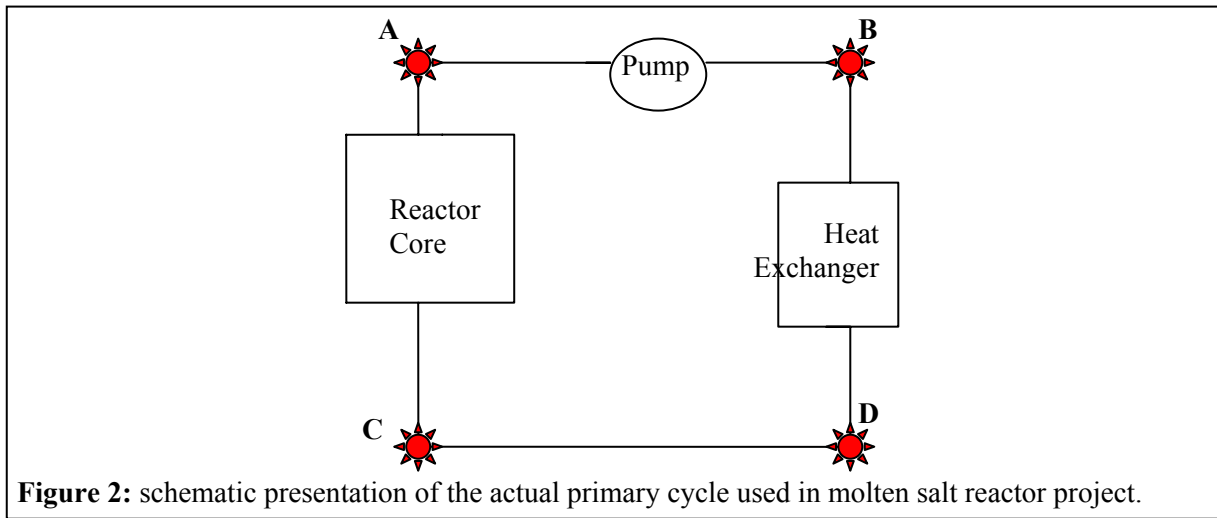 A
B
Pump
Reactor
Core
Heat
Exchanger
C
D
Figure 2: schematic presentation of the actual primary cycle used in molten salt reactor project.